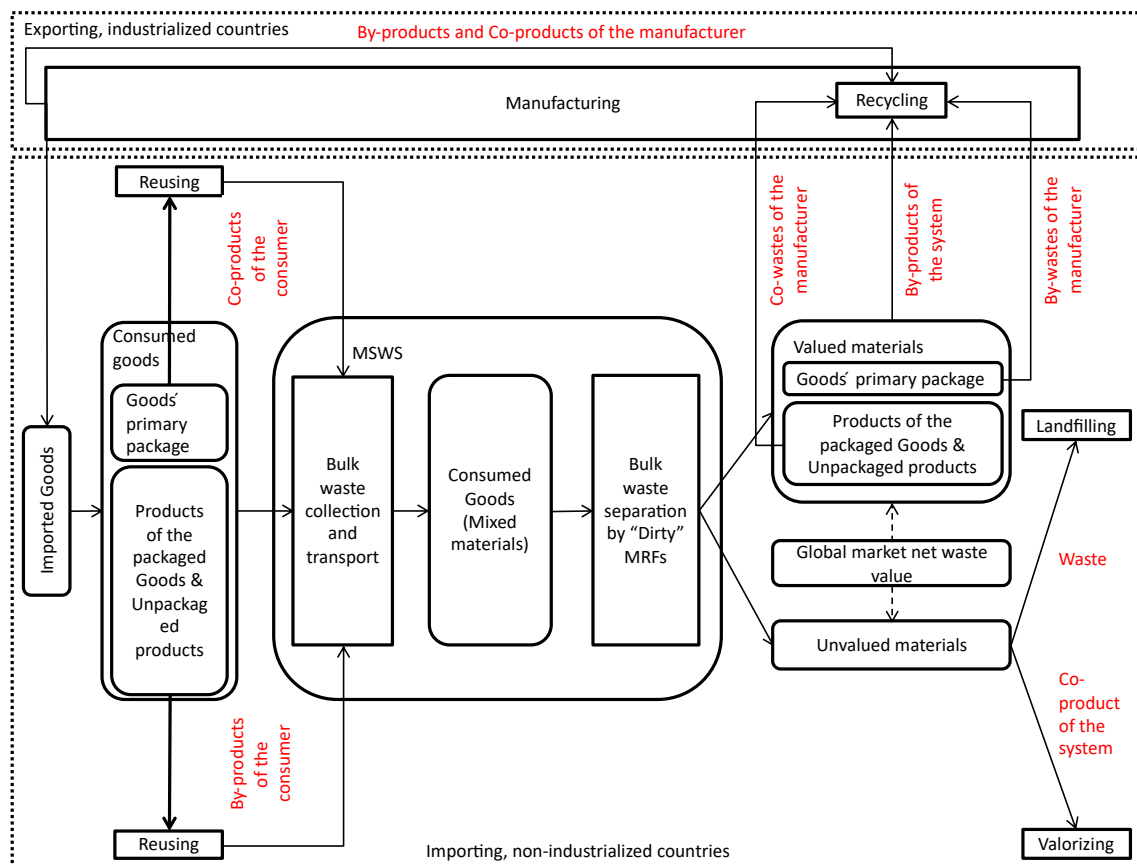 Exporting, industrialized countries
By-products and Co-products of the manufacturer
Manufacturing
Recycling
Reusing
Co-products
of the
consumer
Co-wastes of the
manufacturer
By-products of
the system
By-wastes of the
manufacturer
Consumed
goods
Goods´
primary
package
Products
of the
packaged
Goods &
Unpackag
ed
products
Imported Goods
MSWS
Bulk
waste
collection
and
transport
Consumed
Goods
(Mixed
materials)
Bulk
waste
separation
by “Dirty”
MRFs
Valued materials
Goods´ primary package
Products of the
packaged Goods &
Unpackaged products
Global market net waste
value
Unvalued materials
Landfilling
Waste
Co-
product
of the
system
Valorizing
By-products
of the
consumer
Reusing
Importing, non-industrialized countries